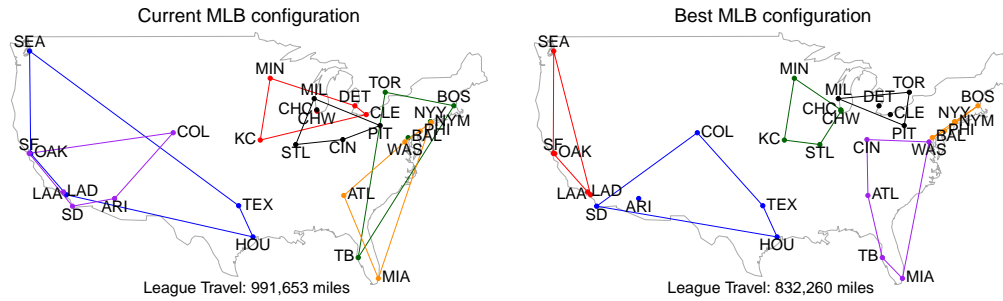 Current MLB configuration
SEA
MIN
MIL
TOR
BOS
DET
CHC
CHW
CLE
NYY
NYM
COL
PIT
PHI
SF
OAK
KC
STL
CIN
BAL
WAS
LAA
LAD
ATL
SD
ARI
TEX
HOU
TB
MIA
League Travel: 991,653 miles
Best MLB configuration
SEA
MIN
MIL
TOR
BOS
DET
CHC
CHW
CLE
NYY
NYM
COL
PIT
PHI
SF
OAK
KC
STL
CIN
BAL
WAS
LAA
LAD
ATL
SD
ARI
TEX
HOU
TB
MIA
League Travel: 832,260 miles